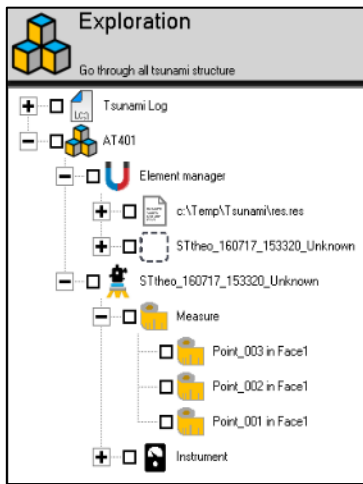 Exploration
Go through all tsunami structure
LOG
Tsunami Log
AT401
Element manager
c:\Temp\Tsunami\res.res
STtheo_160717_153320_Unknown
STtheo_160717_153320_Unknown
Measure
Point_003 in Face1
Point_002 in Face1
Point_001 in Face1
Instrument